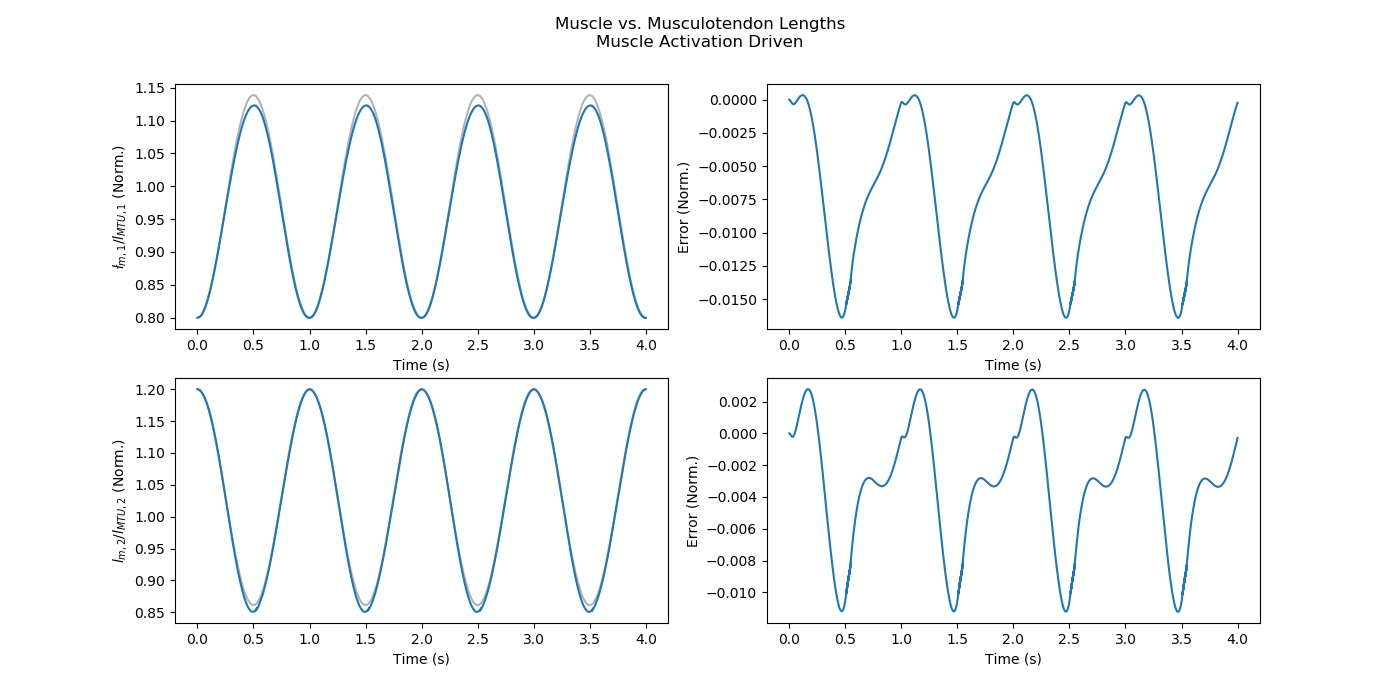 Muscle vs. Musculotendon Lengths
Muscle Activation Driven
1.15
1.10
1.05
1.00
0.95
0.90
0.85
0.80
l_{m,1}/l_{MTU,1} (Norm.)
0.0 0.5 1.0 1.5 2.0 2.5 3.0 3.5 4.0
Time (s)
0.0000
−0.0025
−0.0050
−0.0075
−0.0100
−0.0125
−0.0150
Error (Norm.)
0.0 0.5 1.0 1.5 2.0 2.5 3.0 3.5 4.0
Time (s)
1.20
1.15
1.10
1.05
1.00
0.95
0.90
0.85
l_{m,2}/l_{MTU,2} (Norm.)
0.0 0.5 1.0 1.5 2.0 2.5 3.0 3.5 4.0
Time (s)
0.002
0.000
−0.002
−0.004
−0.006
−0.008
−0.010
Error (Norm.)
0.0 0.5 1.0 1.5 2.0 2.5 3.0 3.5 4.0
Time (s)